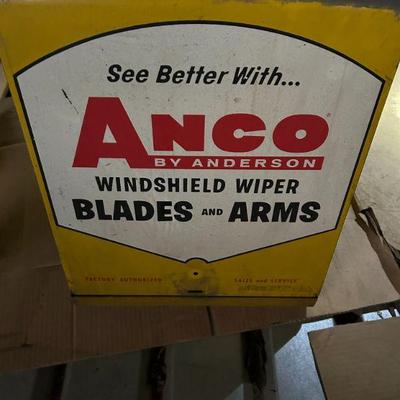 See Better With...
ANCO
BY ANDERSON
WINDSHIELD WIPER
BLADES AND ARMS
FACTORY AUTHORIZED SALES and SERVICE